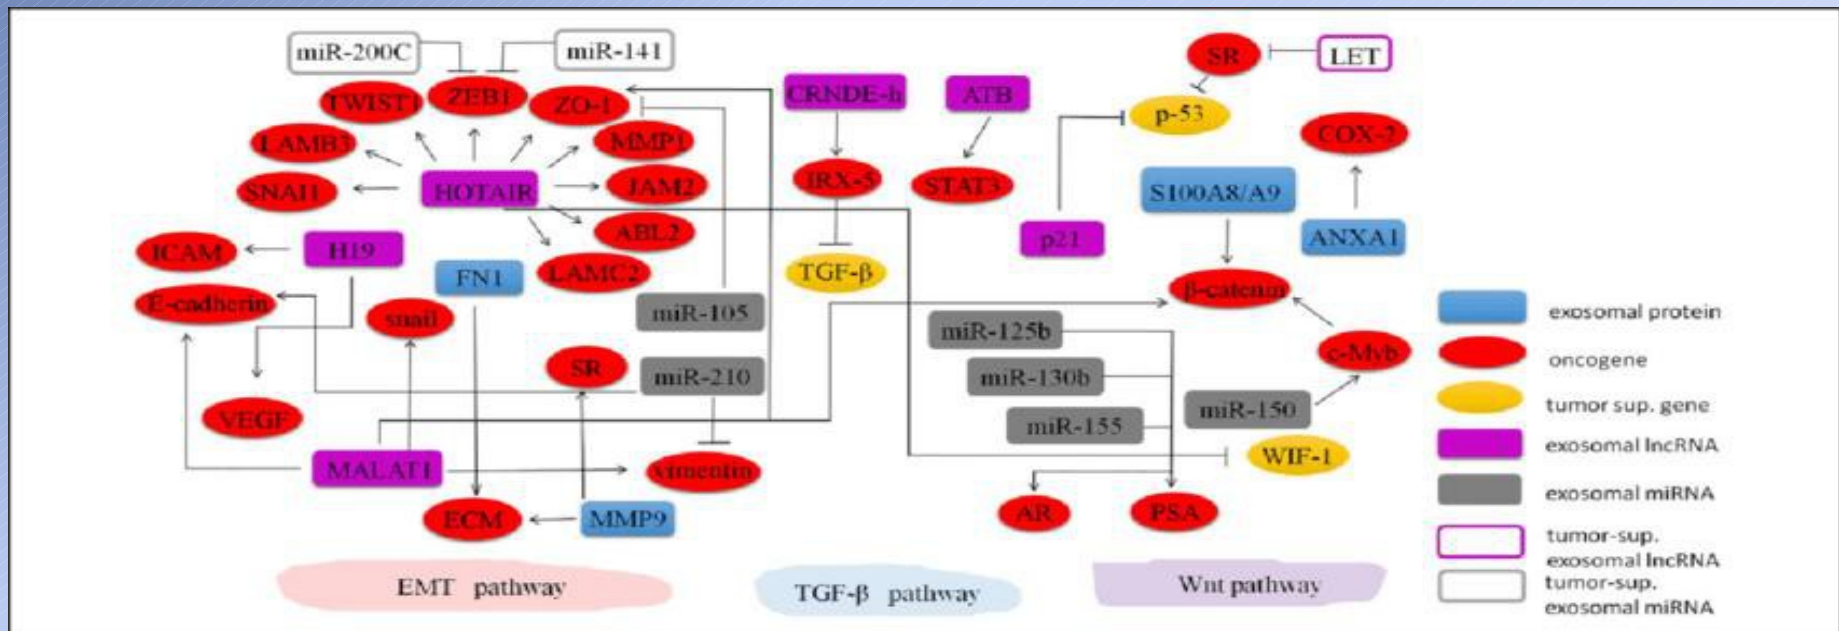 miR-200C
miR-141
SR
LET
TWIST1
ZEB1
ZO-1
CRNDE-h
ATB
p-53
LAMB3
MMP1
COX-2
SNAI1
HOTAIR
JAM2
IRX-5
STAT3
S100A8/A9
ABL2
p21
ANXA1
ICAM
H19
FN1
LAMC2
TGF-β
E-cadherin
snail
miR-105
β-catenin
miR-125b
exosomal protein
SR
miR-210
miR-130b
c-Myb
oncogene
VEGF
miR-155
miR-150
tumor sup. gene
MALAT1
vimentin
WIF-1
exosomal lncRNA
ECM
MMP9
AR
PSA
exosomal miRNA
tumor-sup.
exosomal lncRNA
tumor-sup.
exosomal miRNA
EMT pathway
TGF-β pathway
Wnt pathway